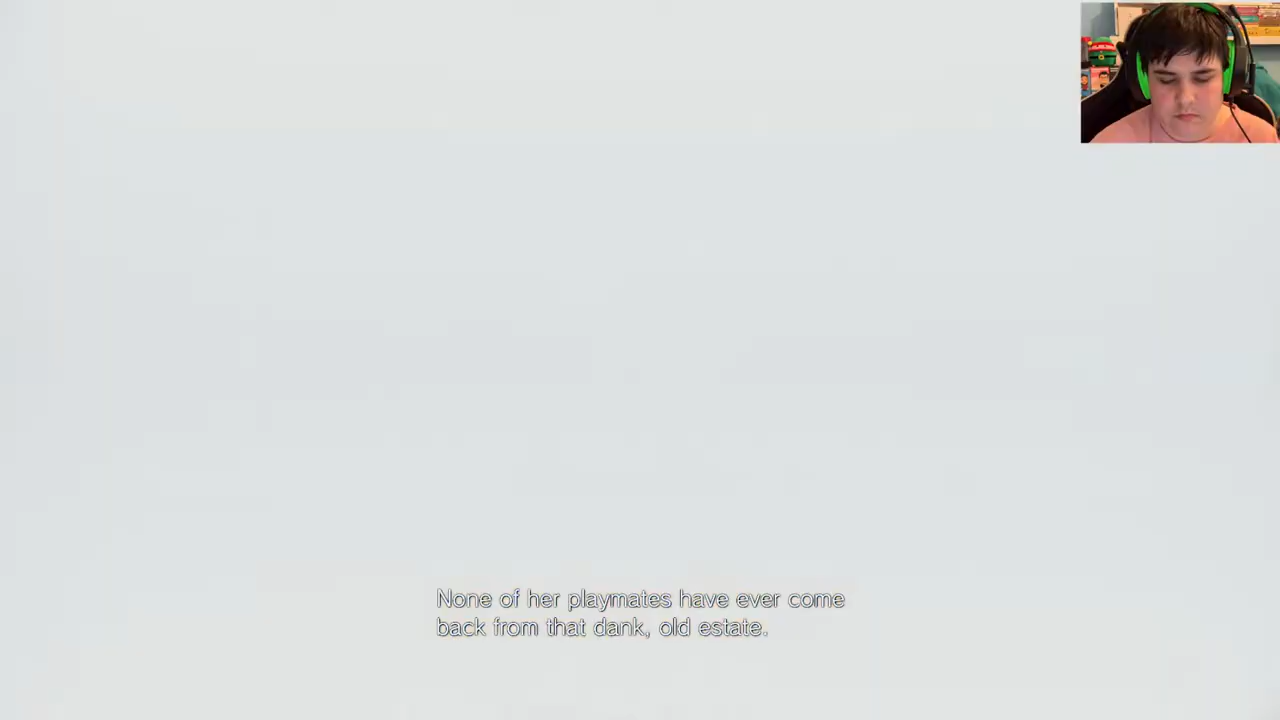 None of her playmates have ever come
back from that dank, old estate.